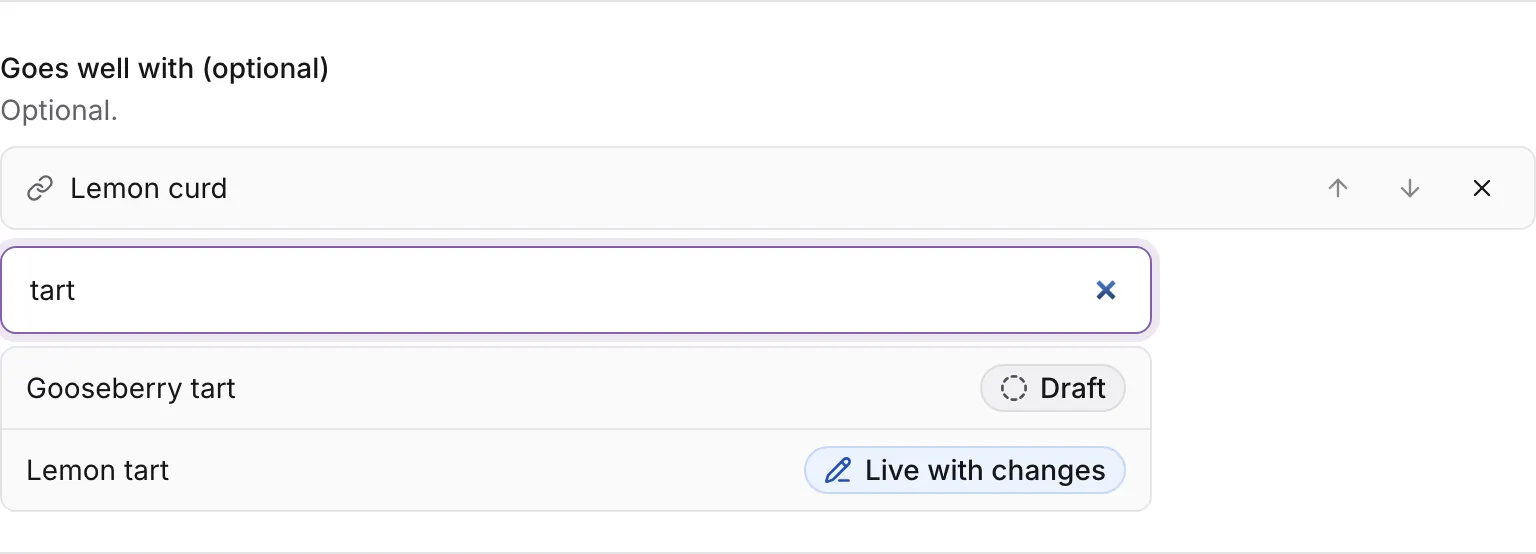 Goes well with (optional)
Optional.
Lemon curd
tart
Gooseberry tart
Draft
Lemon tart
Live with changes